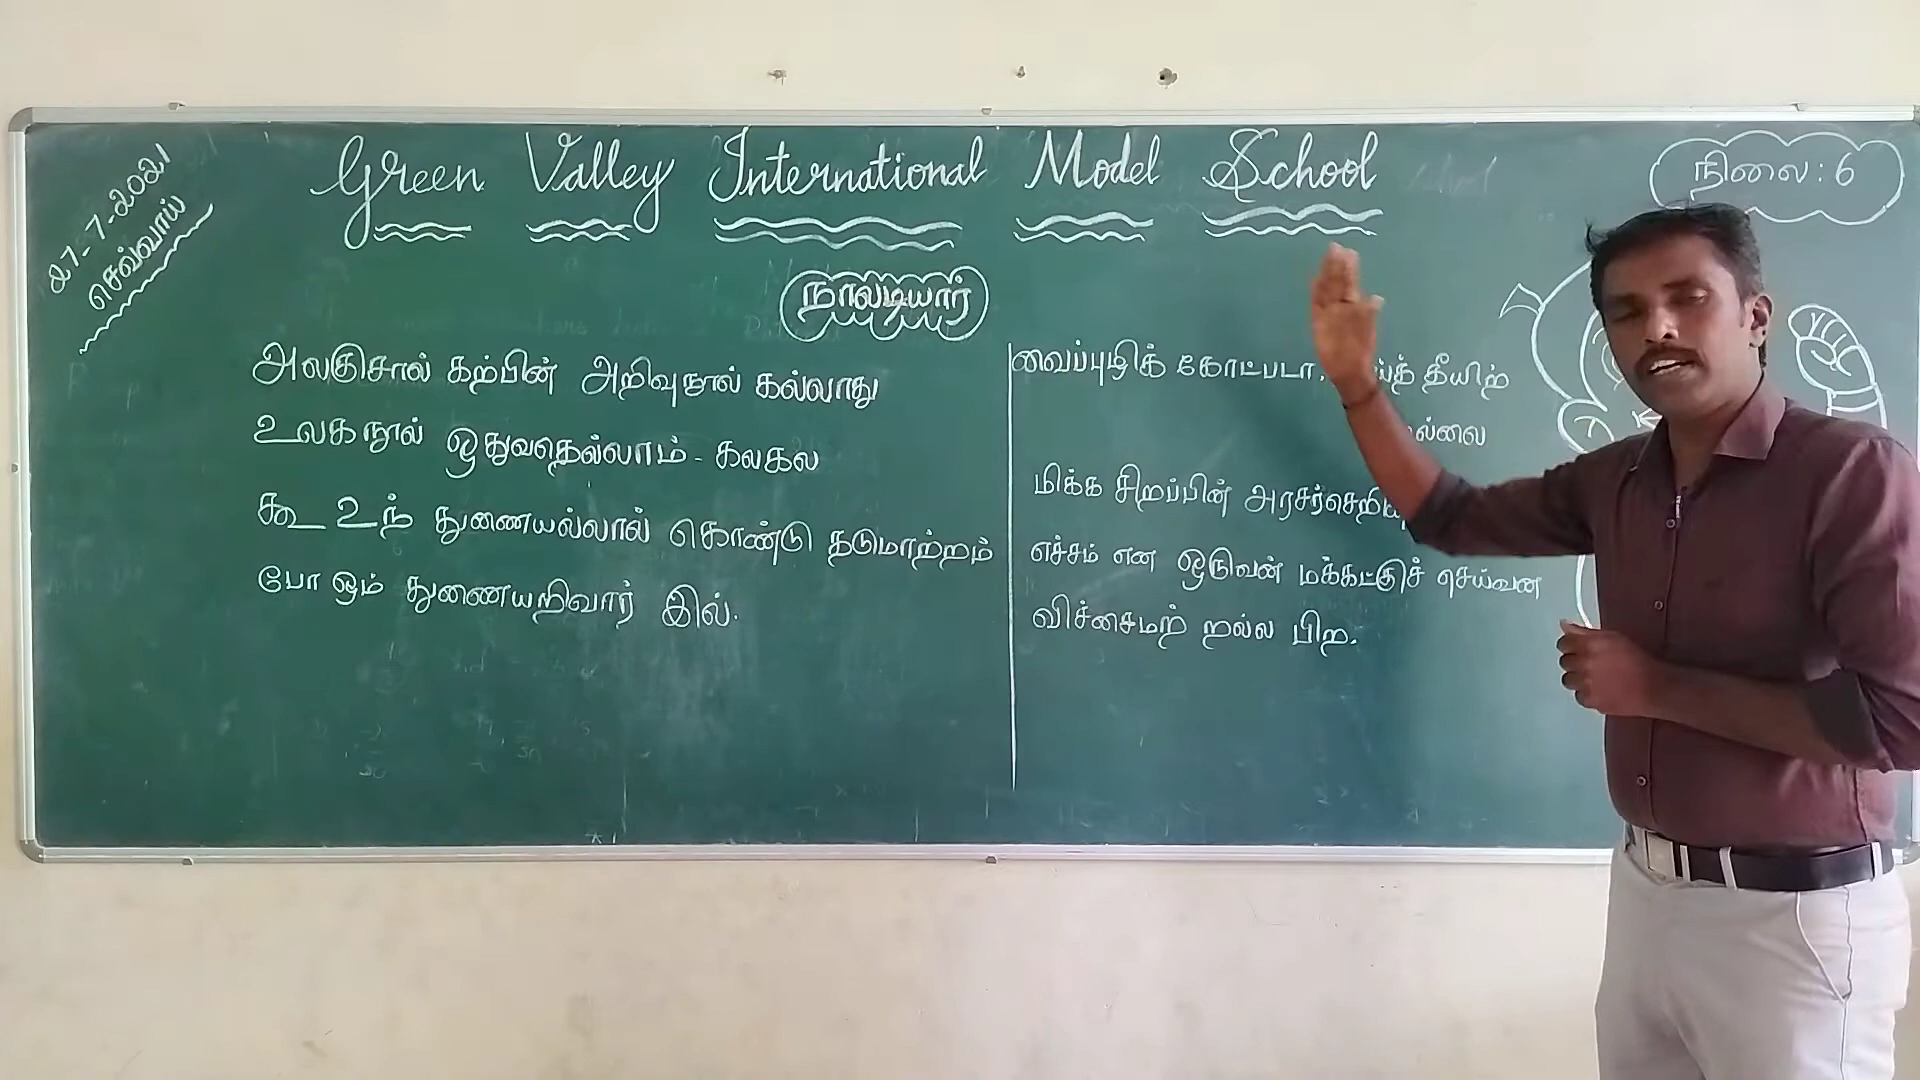 27-7-2021
செவ்வாய்
Green Valley International Model School
நிலை : 6
நாலடியார்
அலகுசால் கற்பின் அறிவுநூல் கல்லாது
உலகநூல் ஓதுவதெல்லாம் - கலகல
கூ உந் துணையல்லால் கொண்டு தடுமாற்றம்
போ ஒம் துணையறிவார் இல்.
வைப்புழிக் கோட்படா, தீயிற்
மிக்க சிறப்பின்
எச்சம் என ஒருவன் மக்கட்குச் செய்வன
விச்சைமற் றல்ல பிற.